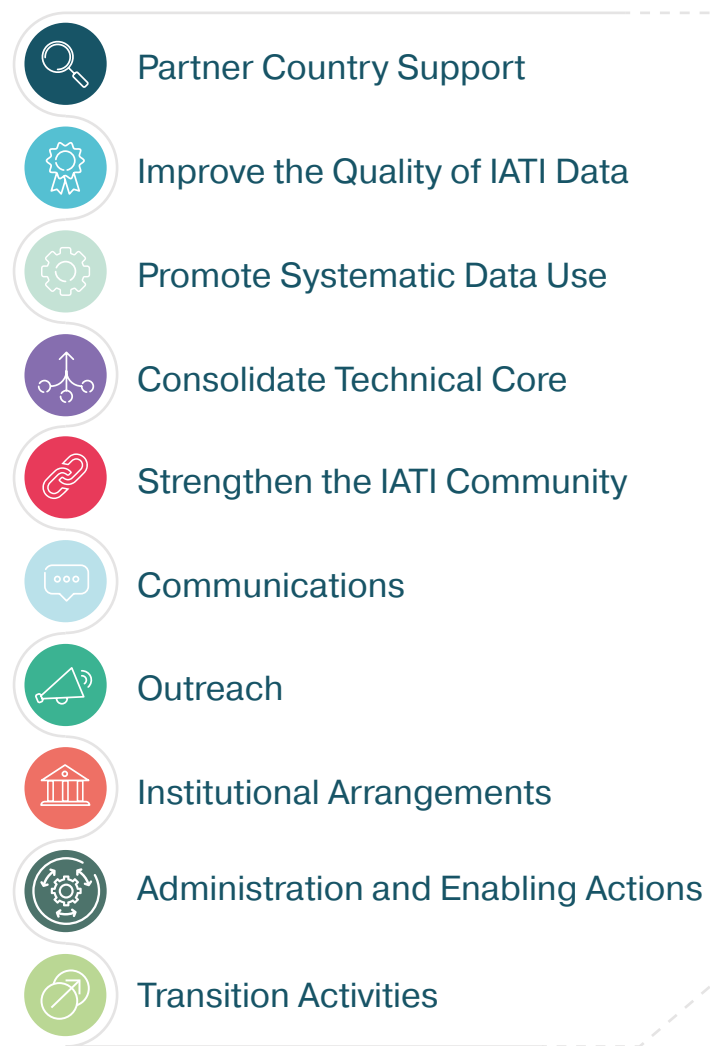 Partner Country Support
Improve the Quality of IATI Data
Promote Systematic Data Use
Consolidate Technical Core
Strengthen the IATI Community
Communications
Outreach
Institutional Arrangements
Administration and Enabling Actions
Transition Activities